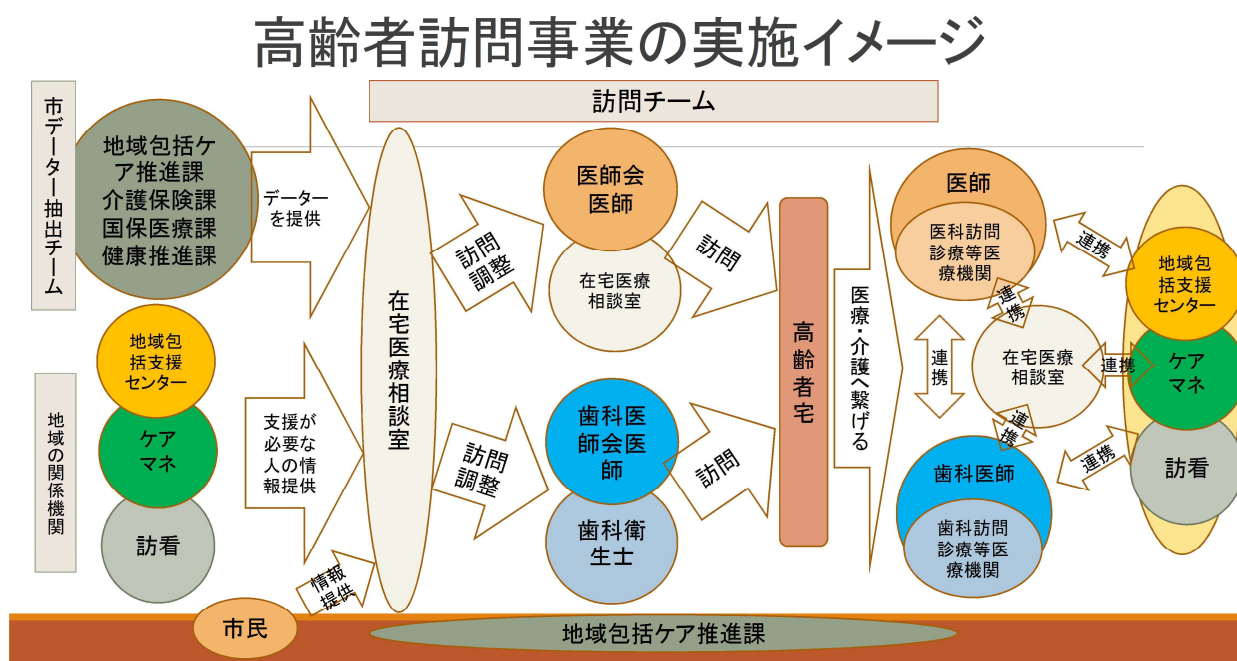 高齢者訪問事業の実施イメージ
訪問チーム
市データー抽出チーム
地域包括ケ
ア推進課
介護保険課
国保医療課
健康推進課
データー
を提供
地域の関係機関
地域包
括支援
センター
ケア
マネ
訪看
支援が
必要な
人の情
報提供
市民
情報
提供
在宅医療相談室
訪問
調整
医師会
医師
在宅医療
相談室
訪問
訪問
調整
歯科医
師会医
師
歯科衛
生士
訪問
高齢者宅
医療・介護へ繋げる
医師
医科訪問
診療等医
療機関
連携
連携
連携
在宅医療
相談室
連携
連携
歯科医師
歯科訪問
診療等医
療機関
連携
地域包
括支援
センター
ケア
マネ
訪看
地域包括ケア推進課